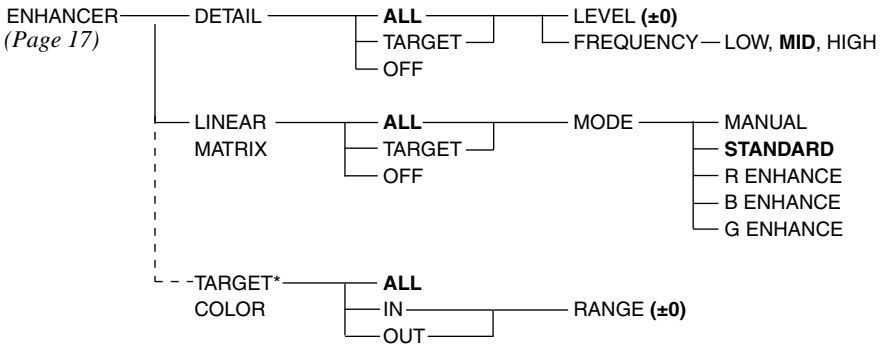 ENHANCER DETAIL ALL LEVEL (±0)
(Page 17) TARGET FREQUENCY LOW, MID, HIGH
OFF
LINEAR ALL MODE MANUAL
MATRIX TARGET STANDARD
OFF R ENHANCE
B ENHANCE
G ENHANCE
TARGET* ALL
COLOR IN RANGE (±0)
OUT